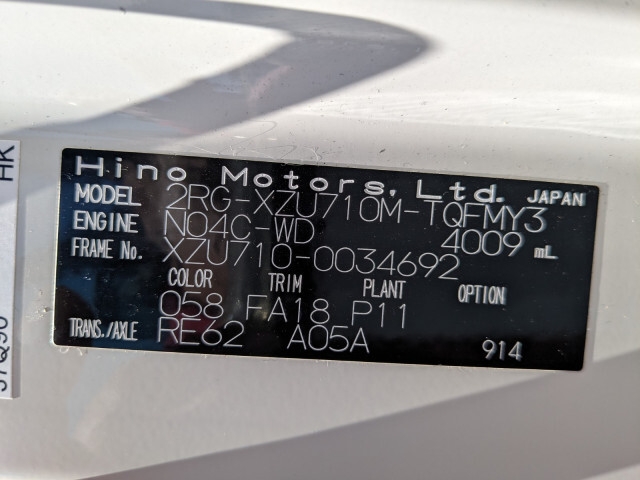 Hino Motors, Ltd. JAPAN
MODEL 2RG-XZU710M-TQFMY3
ENGINE N04C-WD 4009 mL
FRAME No. XZU710-0034692
COLOR TRIM PLANT OPTION
058 FA18 P11
TRANS./AXLE RE62 A05A 914
HK